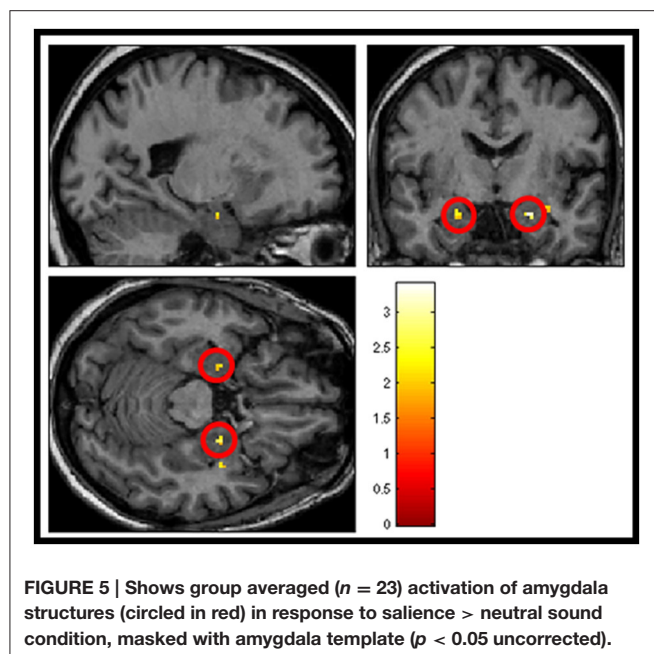 3
2.5
2
1.5
1
0.5
0
FIGURE 5 | Shows group averaged (n = 23) activation of amygdala
structures (circled in red) in response to salience > neutral sound
condition, masked with amygdala template (p < 0.05 uncorrected).